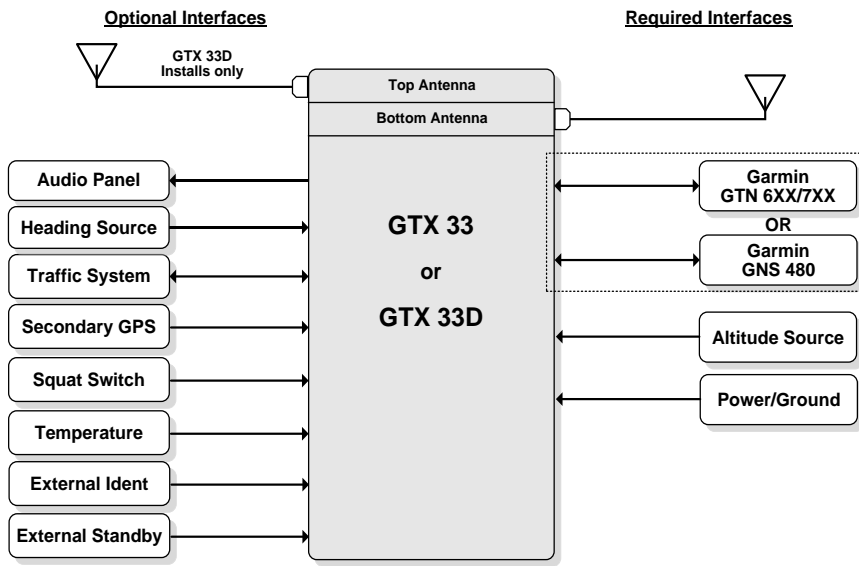 Optional Interfaces
Required Interfaces
GTX 33D
Installs only
Top Antenna
Bottom Antenna
Audio Panel
Heading Source
Traffic System
Secondary GPS
Squat Switch
Temperature
External Ident
External Standby
GTX 33
or
GTX 33D
Garmin
GTN 6XX/7XX
OR
Garmin
GNS 480
Altitude Source
Power/Ground